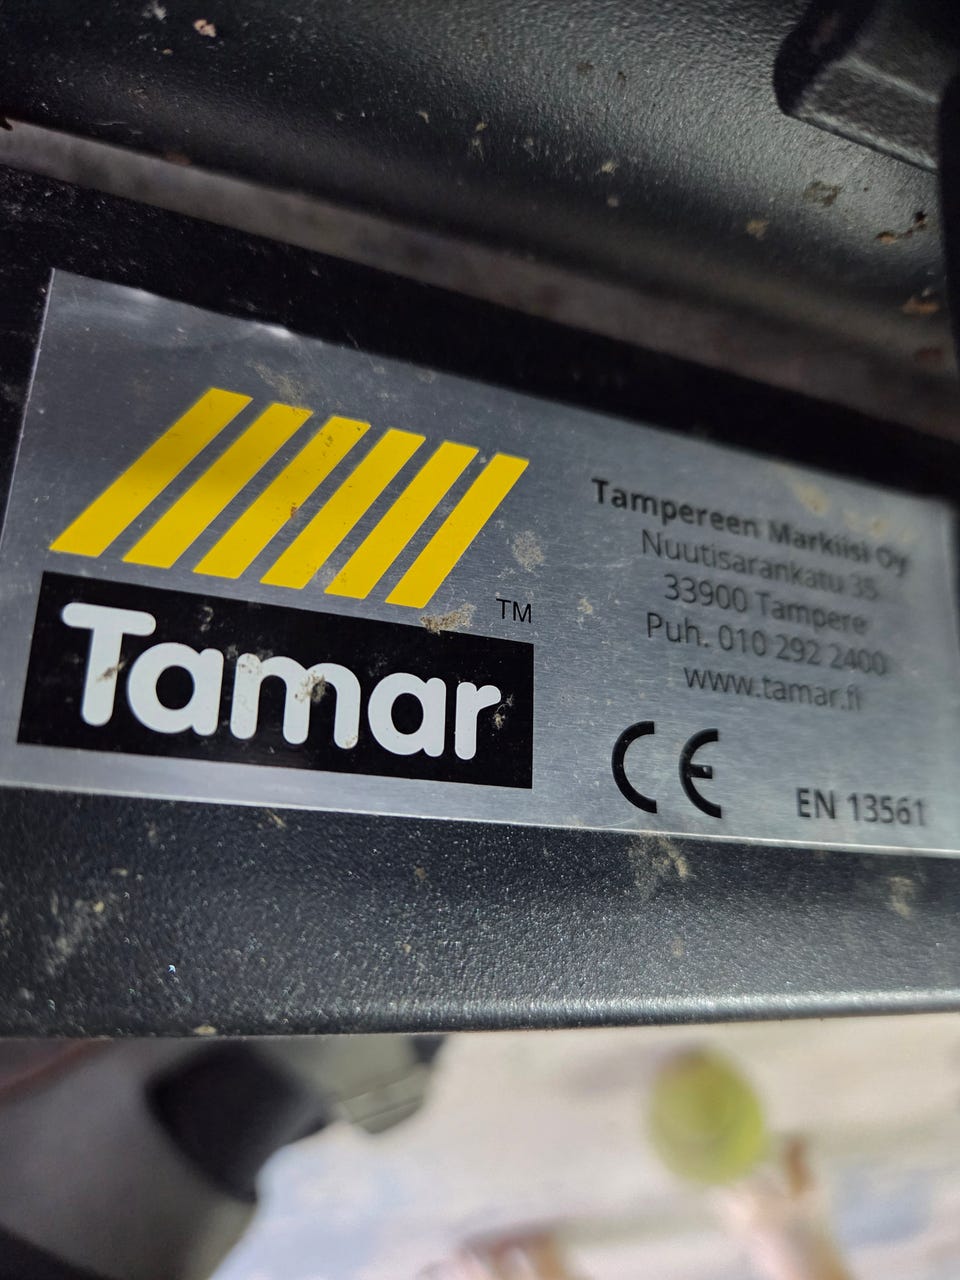 Tamar
TM
Tampereen Markiisi Oy
Nuutisarankatu 35
33900 Tampere
Puh. 010 292 2400
www.tamar.fi
CE
EN 13561